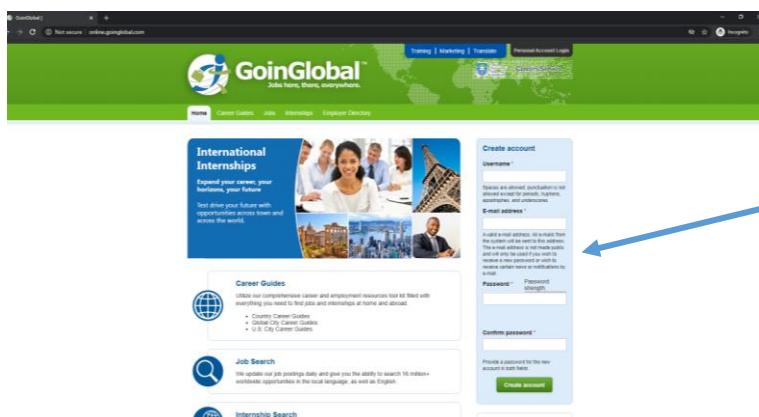 GoinGlobal |
Not secure | online.goinglobal.com
Incognito
Training | Marketing | Translate
Personal Account Login
GoinGlobal™
Jobs here, there, everywhere.
Home Career Guides Jobs Internships Employer Directory
International
Internships
Expand your career, your
horizons, your future
Test drive your future with
opportunities across town and
across the world.
Career Guides
Utilize our comprehensive career and employment resources tool kit filled with
everything you need to find jobs and internships at home and abroad.
• Country Career Guides
• Global City Career Guides
• U.S. City Career Guides
Job Search
We update our job postings daily and give you the ability to search 16 million+
worldwide opportunities in the local language, as well as English.
Internship Search
Create account
Username *
Spaces are allowed; punctuation is not
allowed except for periods, hyphens,
apostrophes, and underscores.
E-mail address *
A valid e-mail address. All e-mails from
the system will be sent to this address.
The e-mail address is not made public
and will only be used if you wish to
receive a new password or wish to
receive certain news or notifications by
e-mail.
Password *
Password
strength:
Confirm password *
Provide a password for the new
account in both fields.
Create account